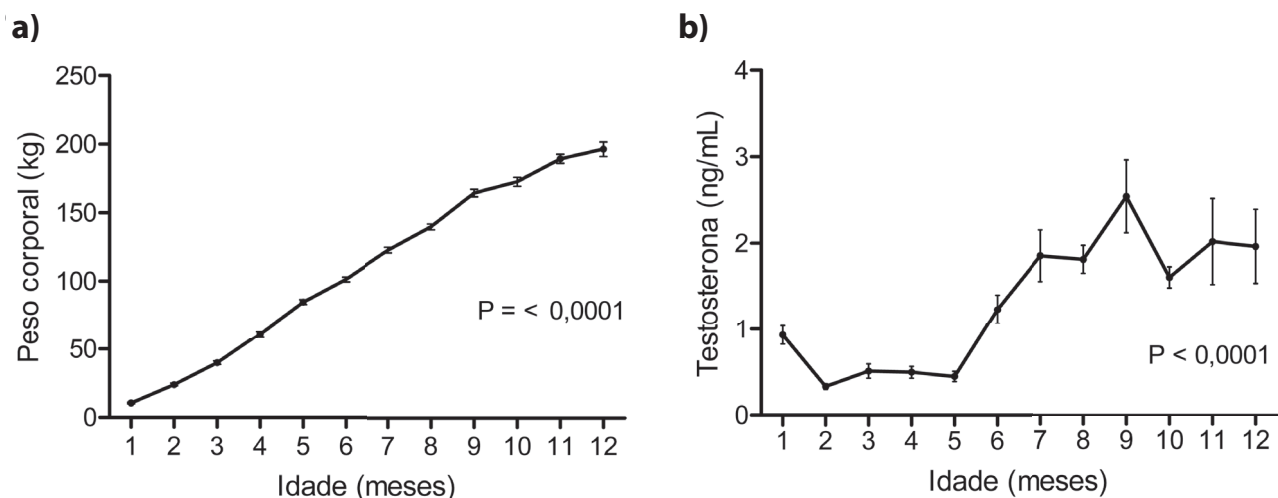 a)
Peso corporal (kg)
250
200
150
100
50
0
P = < 0,0001
1 2 3 4 5 6 7 8 9 10 11 12
Idade (meses)
b)
Testosterona (ng/mL)
4
3
2
1
0
P < 0,0001
1 2 3 4 5 6 7 8 9 10 11 12
Idade (meses)